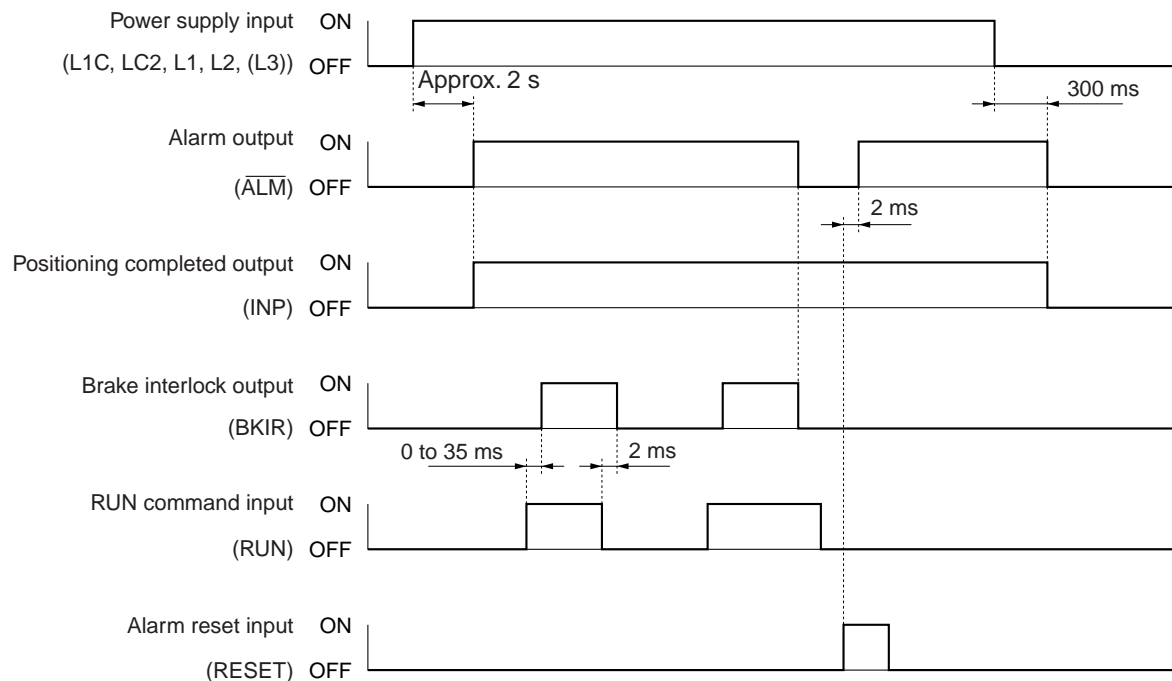 Power supply input ON
(L1C, LC2, L1, L2, (L3)) OFF
Approx. 2 s
300 ms
Alarm output ON
(A̅L̅M̅) OFF
2 ms
Positioning completed output ON
(INP) OFF
Brake interlock output ON
(BKIR) OFF
0 to 35 ms
2 ms
RUN command input ON
(RUN) OFF
Alarm reset input ON
(RESET) OFF